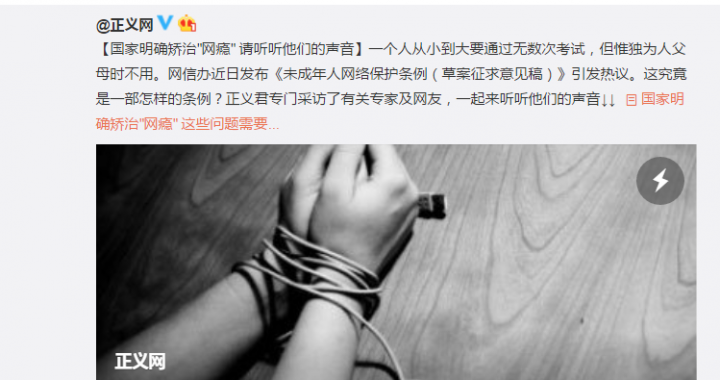 @正义网
【国家明确矫治"网瘾" 请听听他们的声音】一个人从小到大要通过无数次考试，但惟独为人父
母时不用。网信办近日发布《未成年人网络保护条例（草案征求意见稿）》引发热议。这究竟
是一部怎样的条例？正义君专门采访了有关专家及网友，一起来听听他们的声音↓↓ 国家明
确矫治"网瘾" 这些问题需要...
正义网